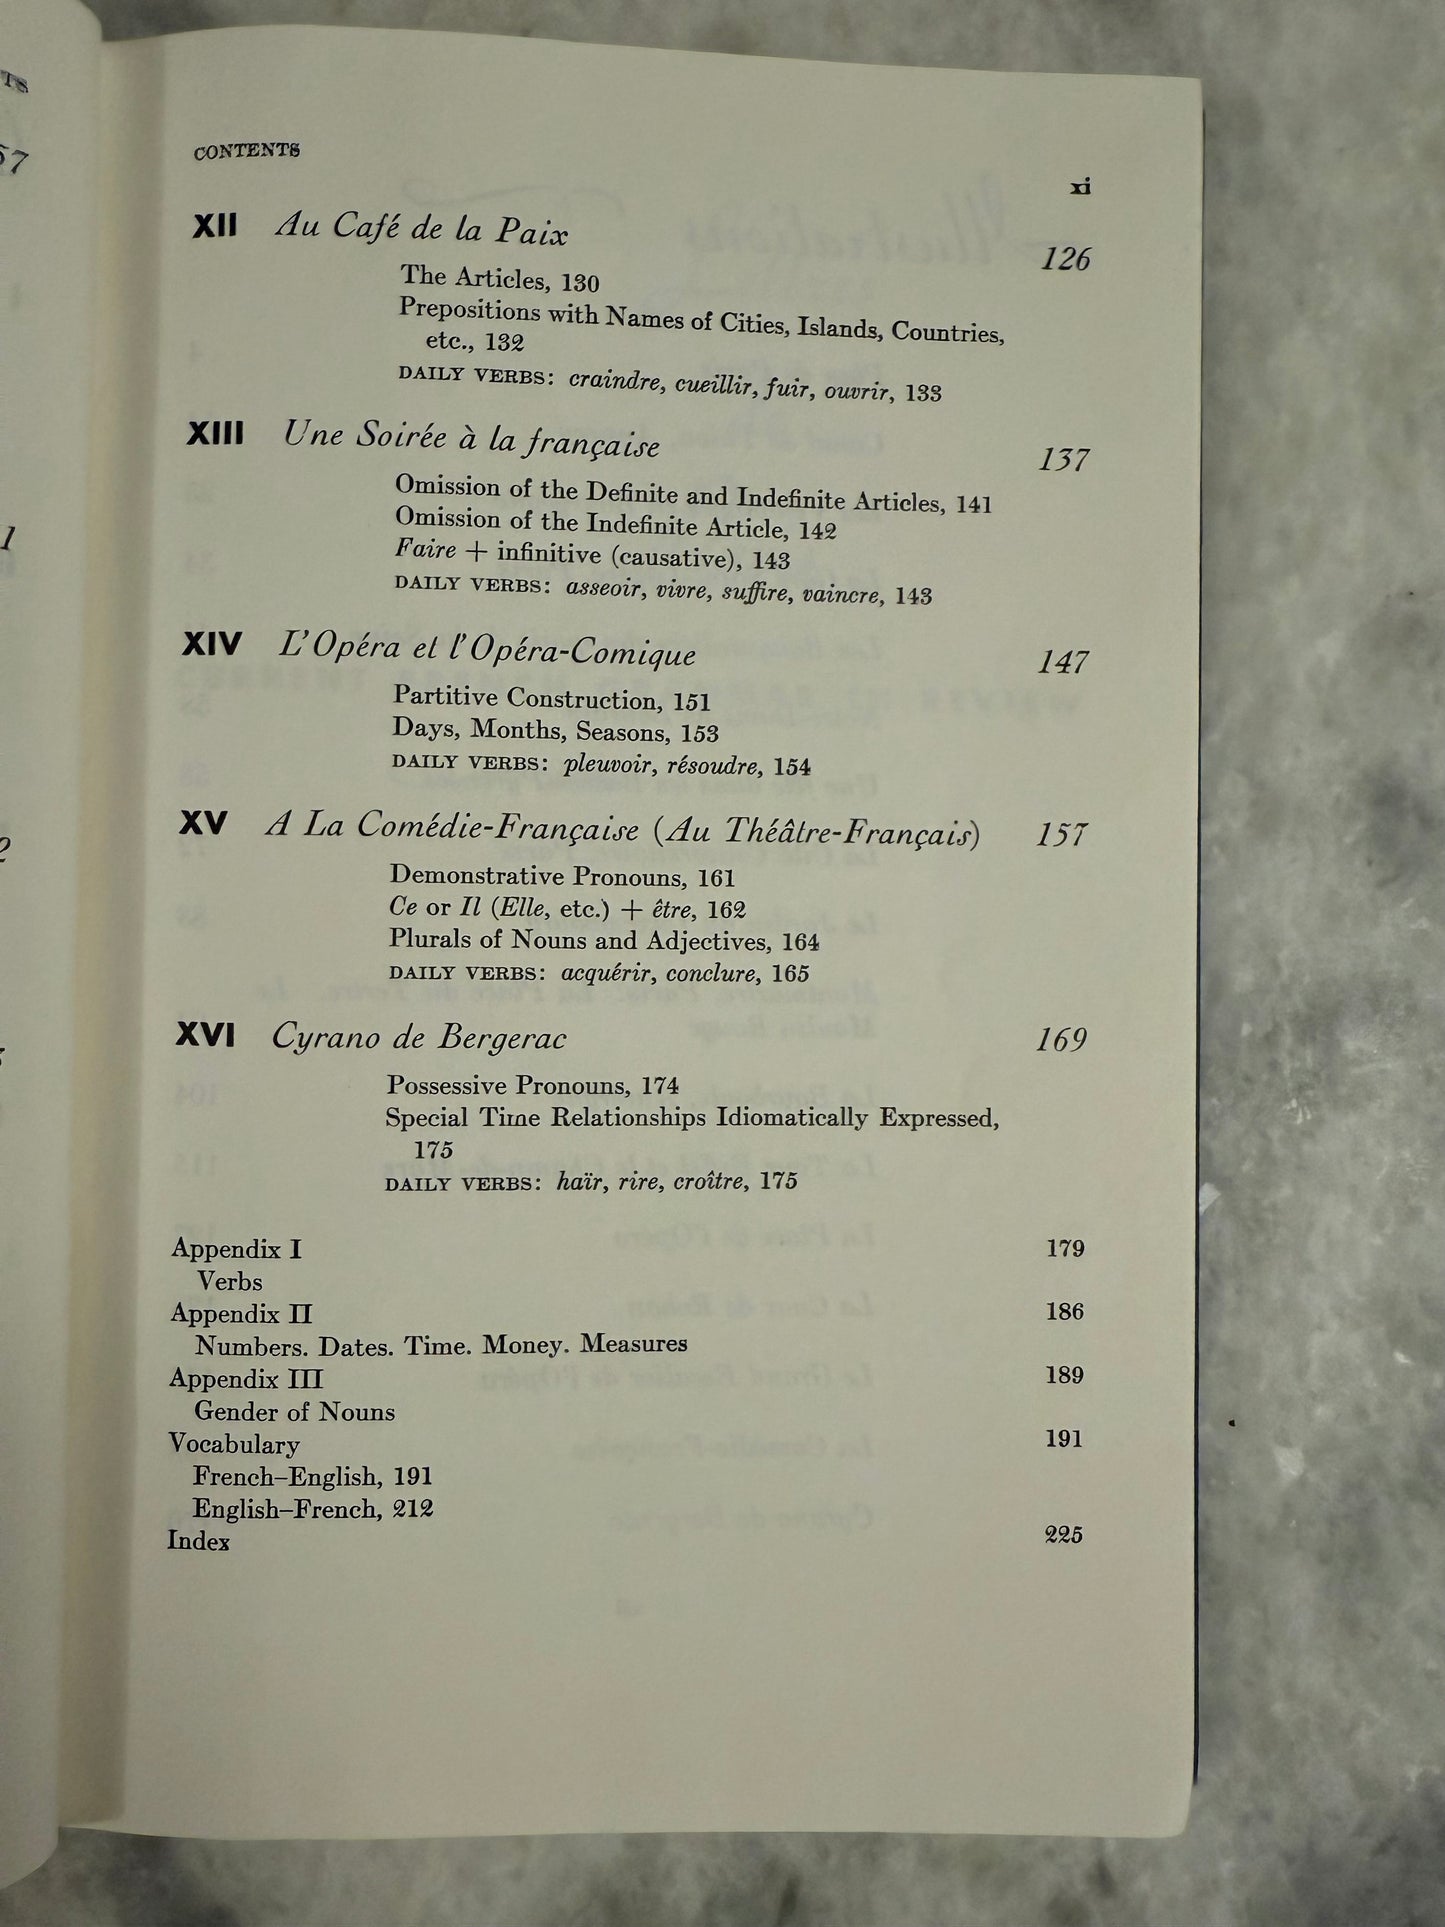 CONTENTS
xi
XII Au Café de la Paix 126
The Articles, 130
Prepositions with Names of Cities, Islands, Countries,
etc., 132
DAILY VERBS: craindre, cueillir, fuir, ouvrir, 133
XIII Une Soirée à la française 137
Omission of the Definite and Indefinite Articles, 141
Omission of the Indefinite Article, 142
Faire + infinitive (causative), 143
DAILY VERBS: asseoir, vivre, suffire, vaincre, 143
XIV L'Opéra et l'Opéra-Comique 147
Partitive Construction, 151
Days, Months, Seasons, 153
DAILY VERBS: pleuvoir, résoudre, 154
XV A La Comédie-Française (Au Théâtre-Français) 157
Demonstrative Pronouns, 161
Ce or Il (Elle, etc.) + être, 162
Plurals of Nouns and Adjectives, 164
DAILY VERBS: acquérir, conclure, 165
XVI Cyrano de Bergerac 169
Possessive Pronouns, 174
Special Time Relationships Idiomatically Expressed,
175
DAILY VERBS: haïr, rire, croître, 175
Appendix I 179
Verbs
Appendix II 186
Numbers. Dates. Time. Money. Measures
Appendix III 189
Gender of Nouns
Vocabulary 191
French–English, 191
English–French, 212
Index 225